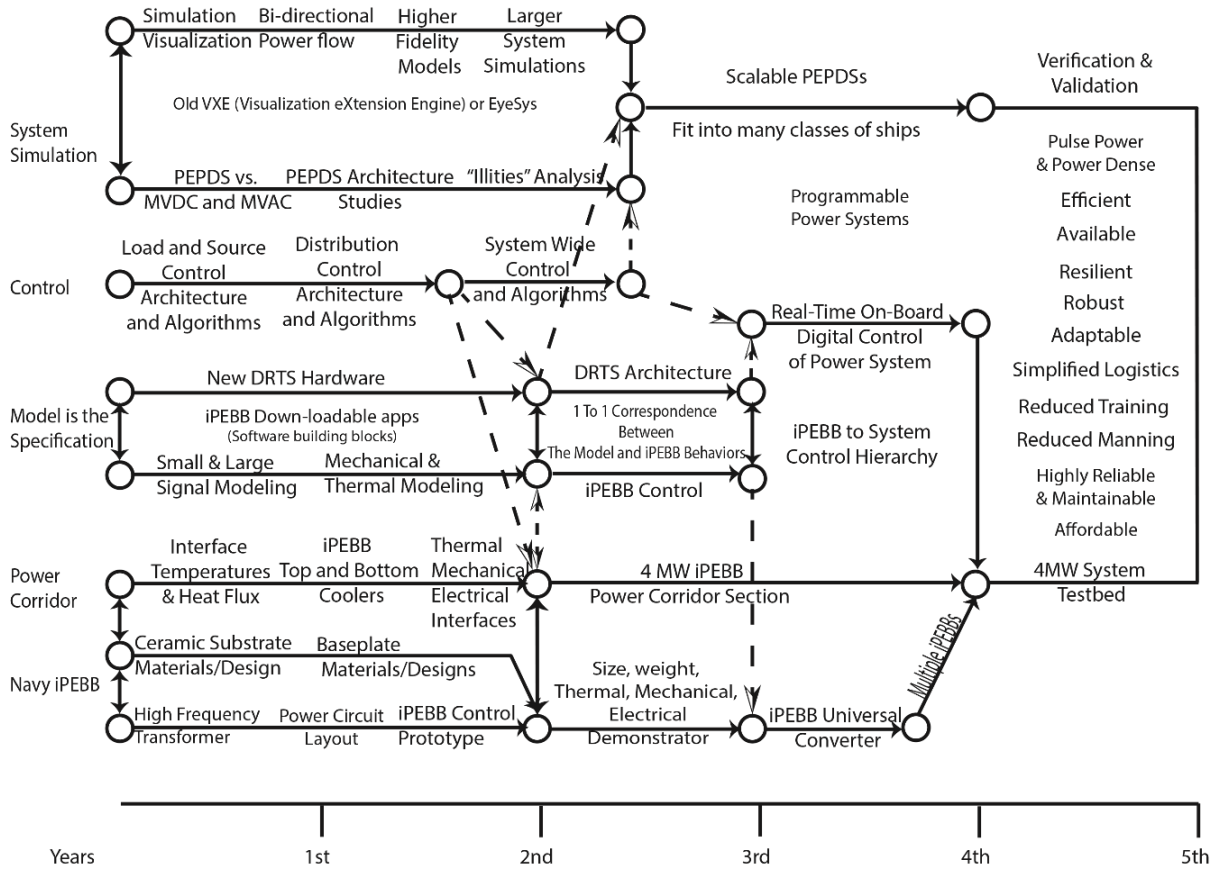 Simulation
Visualization
Bi-directional
Power flow
Higher
Fidelity
Models
Larger
System
Simulations
Old VXE (Visualization eXtension Engine) or EyeSys
System
Simulation
PEPDS vs.
MVDC and MVAC
PEPDS Architecture
Studies
“Illities” Analysis
Scalable PEPDSs
Fit into many classes of ships
Verification &
Validation
Programmable
Power Systems
Pulse Power
& Power Dense
Efficient
Available
Resilient
Robust
Adaptable
Simplified Logistics
Reduced Training
Reduced Manning
Highly Reliable
& Maintainable
Affordable
Control
Load and Source
Control
Architecture
and Algorithms
Distribution
Control
Architecture
and Algorithms
System Wide
Control
and Algorithms
Real-Time On-Board
Digital Control
of Power System
Model is the
Specification
New DRTS Hardware
iPEBB Down-loadable apps
(Software building blocks)
Small & Large
Signal Modeling
Mechanical &
Thermal Modeling
DRTS Architecture
1 To 1 Correspondence
Between
The Model and iPEBB Behaviors
iPEBB Control
iPEBB to System
Control Hierarchy
Power
Corridor
Interface
Temperatures
& Heat Flux
iPEBB
Top and Bottom
Coolers
Thermal
Mechanical
Electrical
Interfaces
4 MW iPEBB
Power Corridor Section
4MW System
Testbed
Navy iPEBB
Ceramic Substrate
Materials/Design
Baseplate
Materials/Designs
High Frequency
Transformer
Power Circuit
Layout
iPEBB Control
Prototype
Size, weight,
Thermal, Mechanical,
Electrical
Demonstrator
iPEBB Universal
Converter
Multiple iPEBBs
Years
1st
2nd
3rd
4th
5th